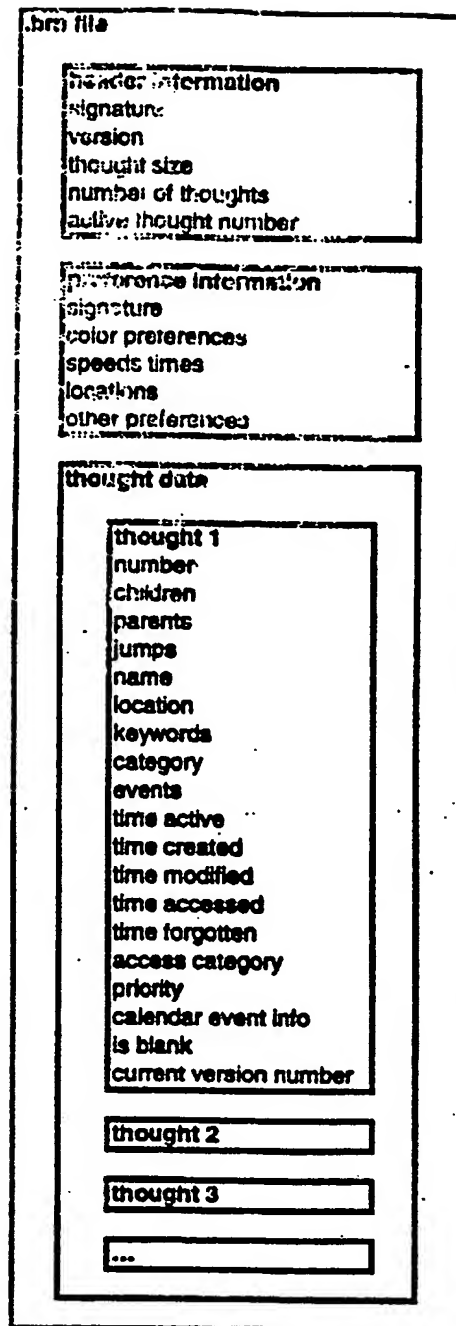 .brn file
header information
signature
version
thought size
number of thoughts
active thought number
preference information
signature
color preferences
speeds times
locations
other preferences
thought data
thought 1
number
children
parents
jumps
name
location
keywords
category
events
time active
time created
time modified
time accessed
time forgotten
access category
priority
calendar event info
is blank
current version number
thought 2
thought 3
...